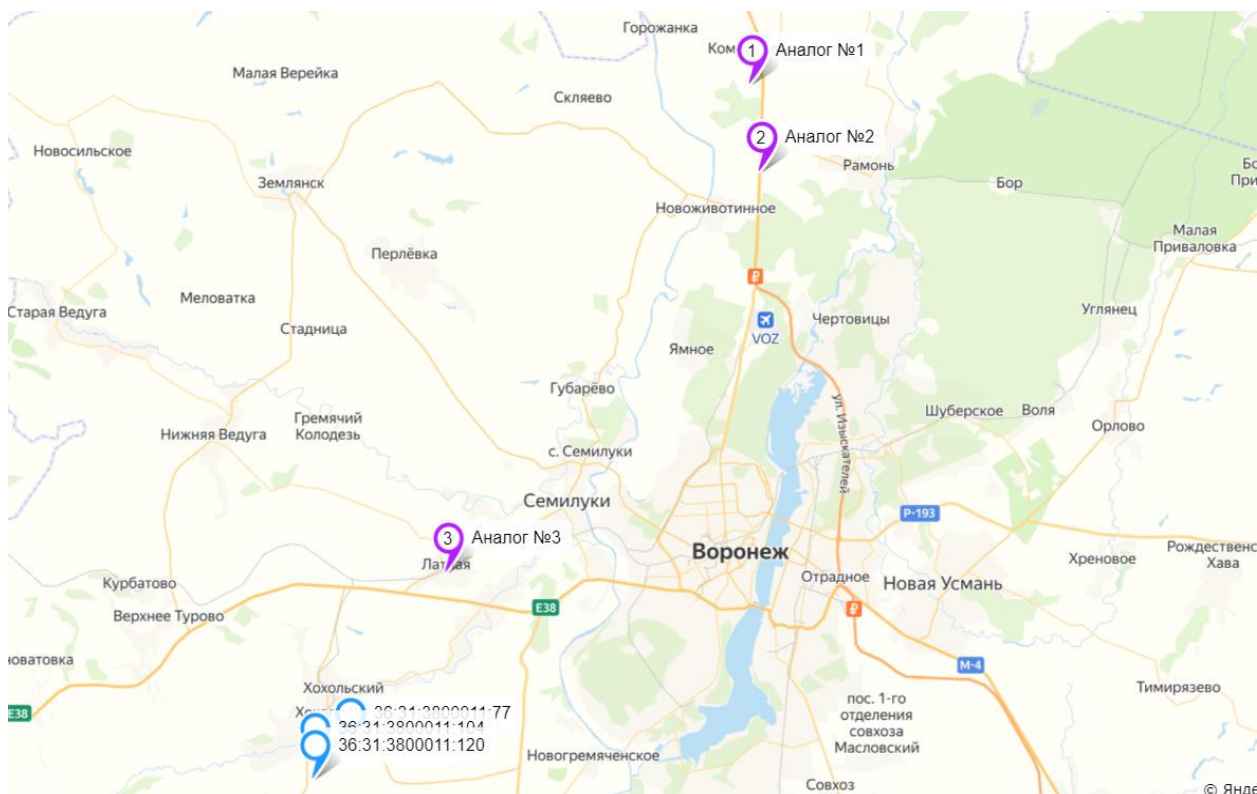 Горожанка
1
Аналог №1
Малая Верейка
Скляево
2
Аналог №2
Новосильское
Землянск
Рамонь
Бор
Новоживотинное
Малая
Приваловка
Перлёвка
Меловатка
Старая Ведуга
Стадница
VOZ
Чертовицы
Углянец
Ямное
Губарёво
ул. Изыскателей
Гремячий
Колодезь
Нижняя Ведуга
Шуберское
Воля
Орлово
с. Семилуки
Семилуки
Р-193
3
Аналог №3
Воронеж
Курбатово
Отрадное
Новая Усмань
Хреновое
Рождественс
Хава
Верхнее Турово
E38
новатовка
М-4
Хохольский
Тимирязево
E38
36:31:3800011:77
36:31:3800011:104
36:31:3800011:120
пос. 1-го
отделения
совхоза
Масловский
Новогремяченское
Совхоз
© Янде